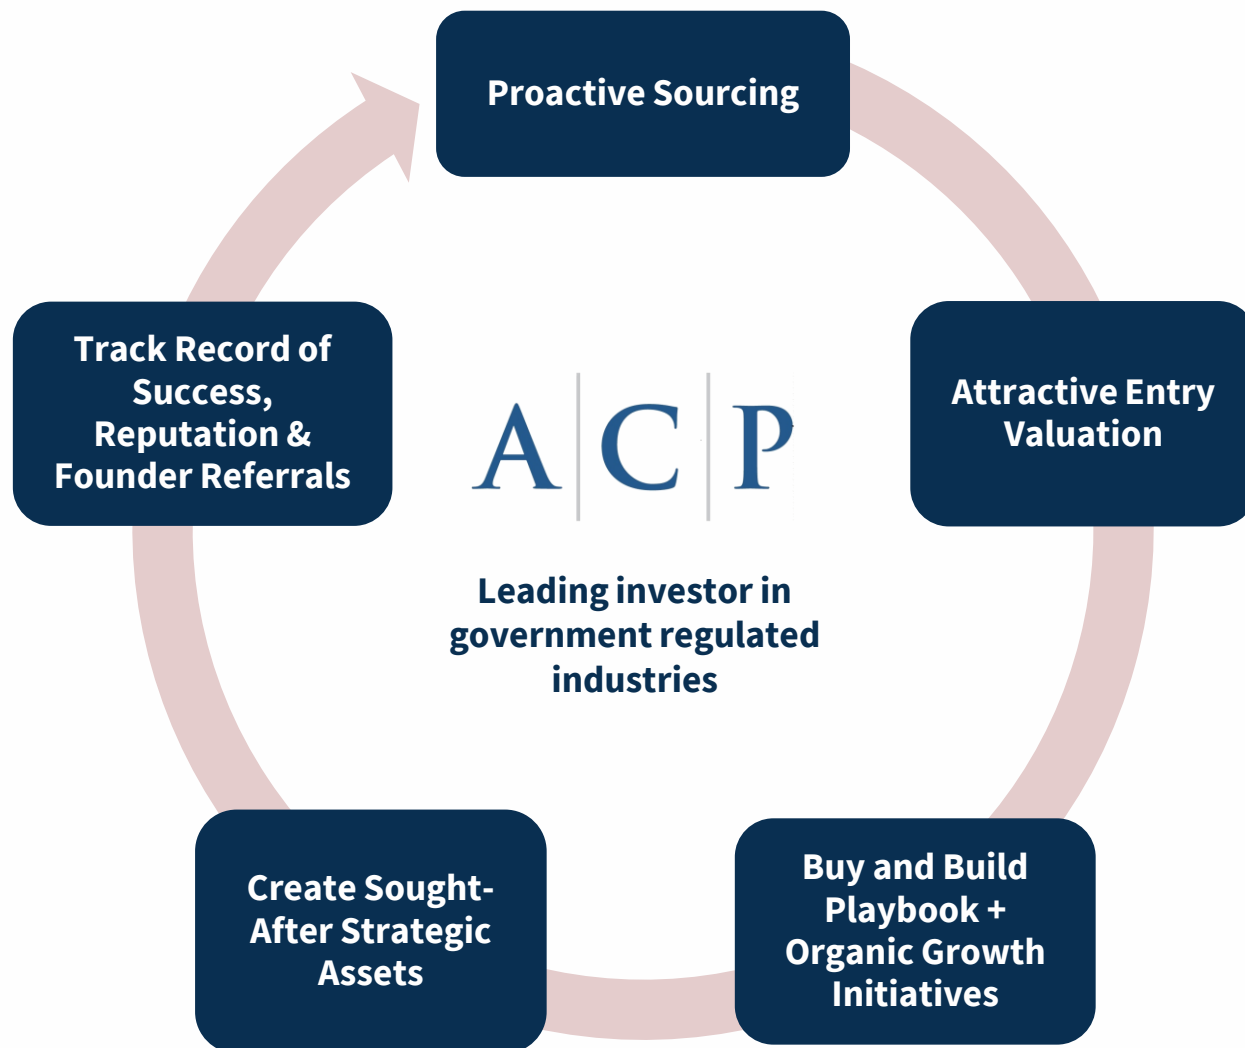 Proactive Sourcing
Attractive Entry
Valuation
Buy and Build
Playbook +
Organic Growth
Initiatives
Create Sought-
After Strategic
Assets
Track Record of
Success,
Reputation &
Founder Referrals
A C P
Leading investor in
government regulated
industries